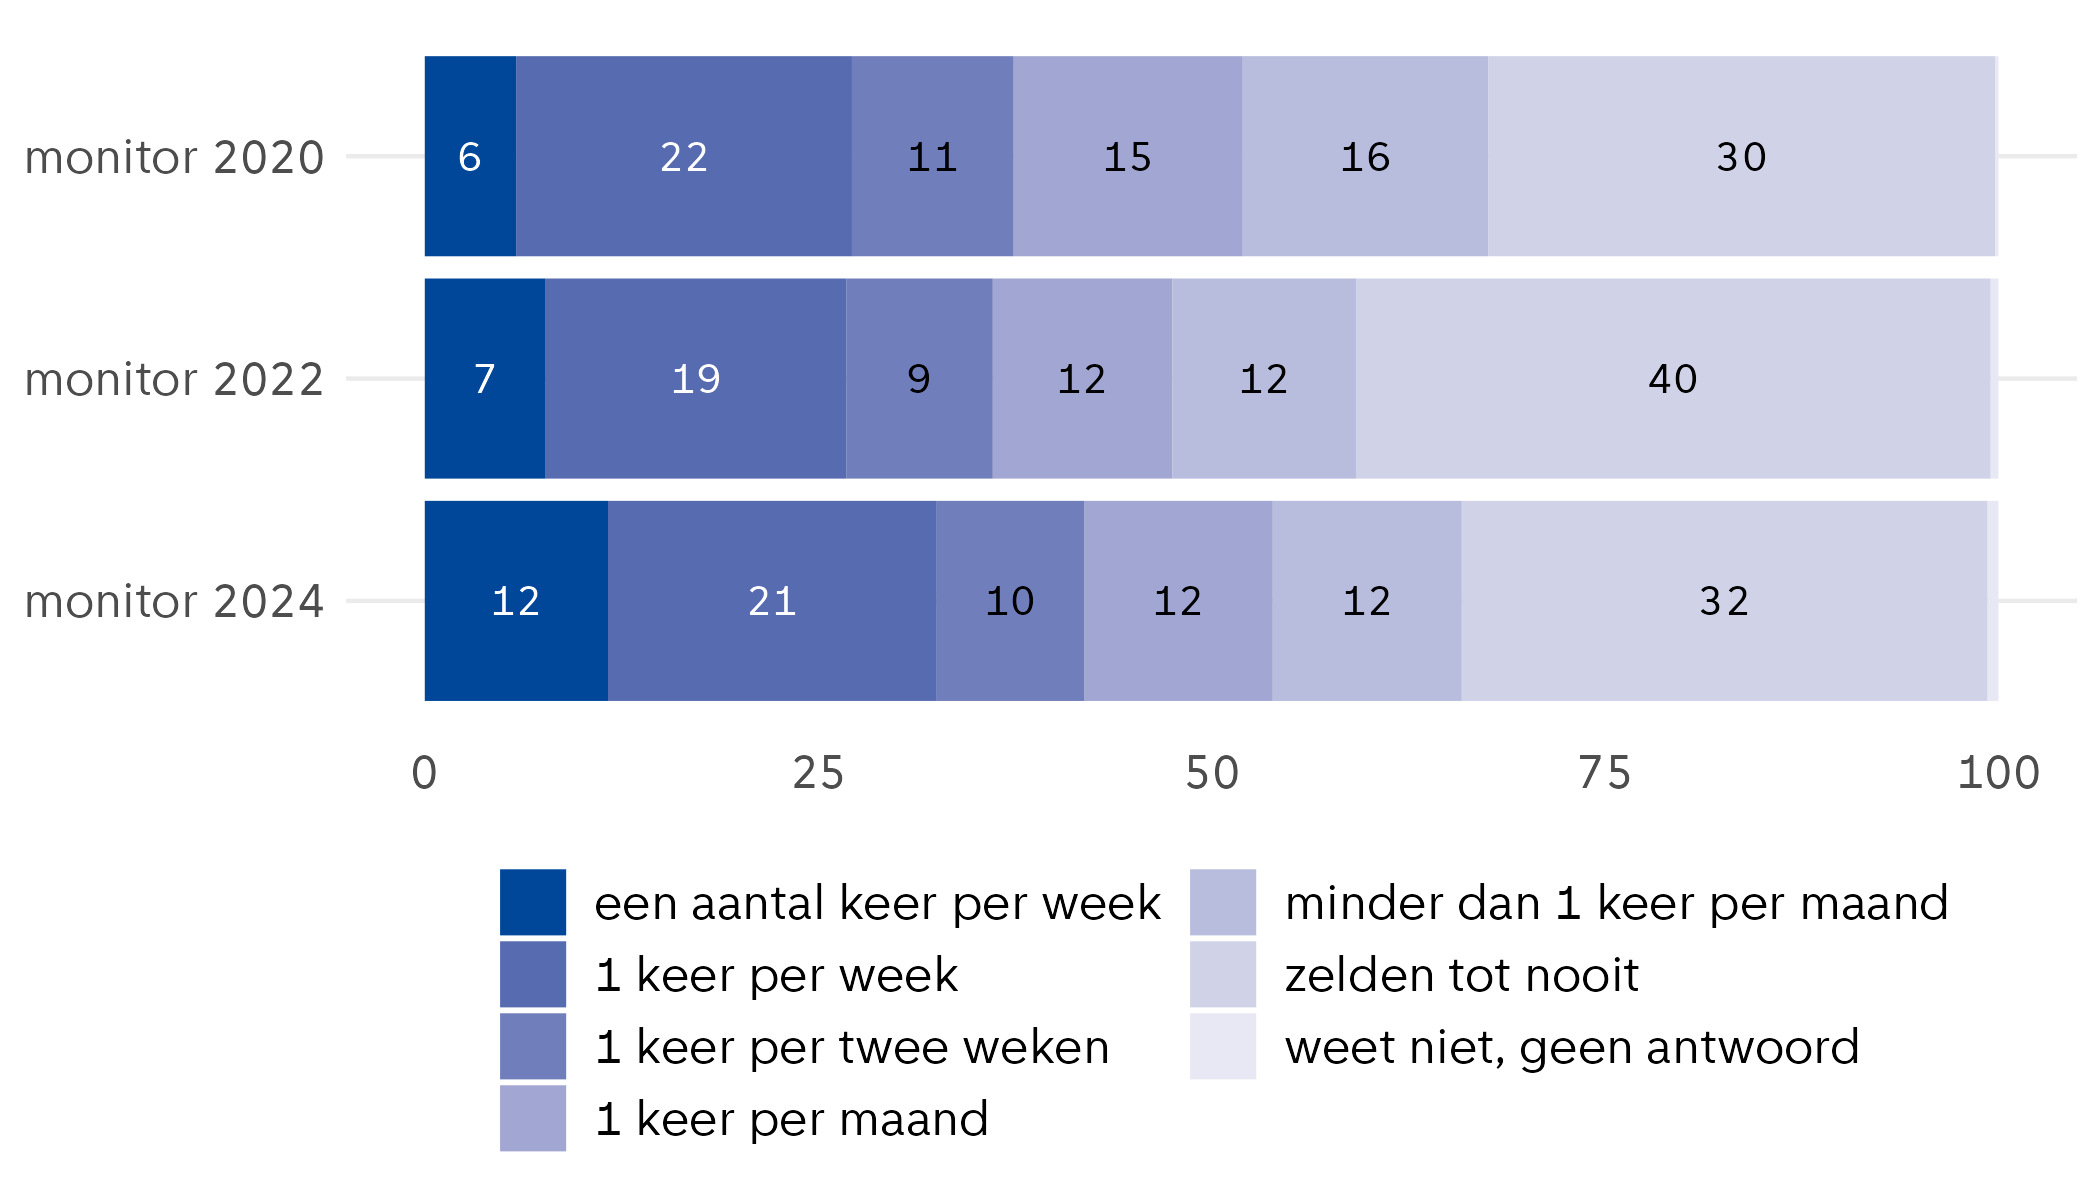 monitor 2020 6 22 11 15 16 30
monitor 2022 7 19 9 12 12 40
monitor 2024 12 21 10 12 12 32
0 25 50 75 100
een aantal keer per week
1 keer per week
1 keer per twee weken
1 keer per maand
minder dan 1 keer per maand
zelden tot nooit
weet niet, geen antwoord